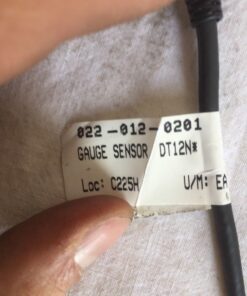 022-012-0201
GAUGE SENSOR DT12N*
Loc: C225H U/M: EA